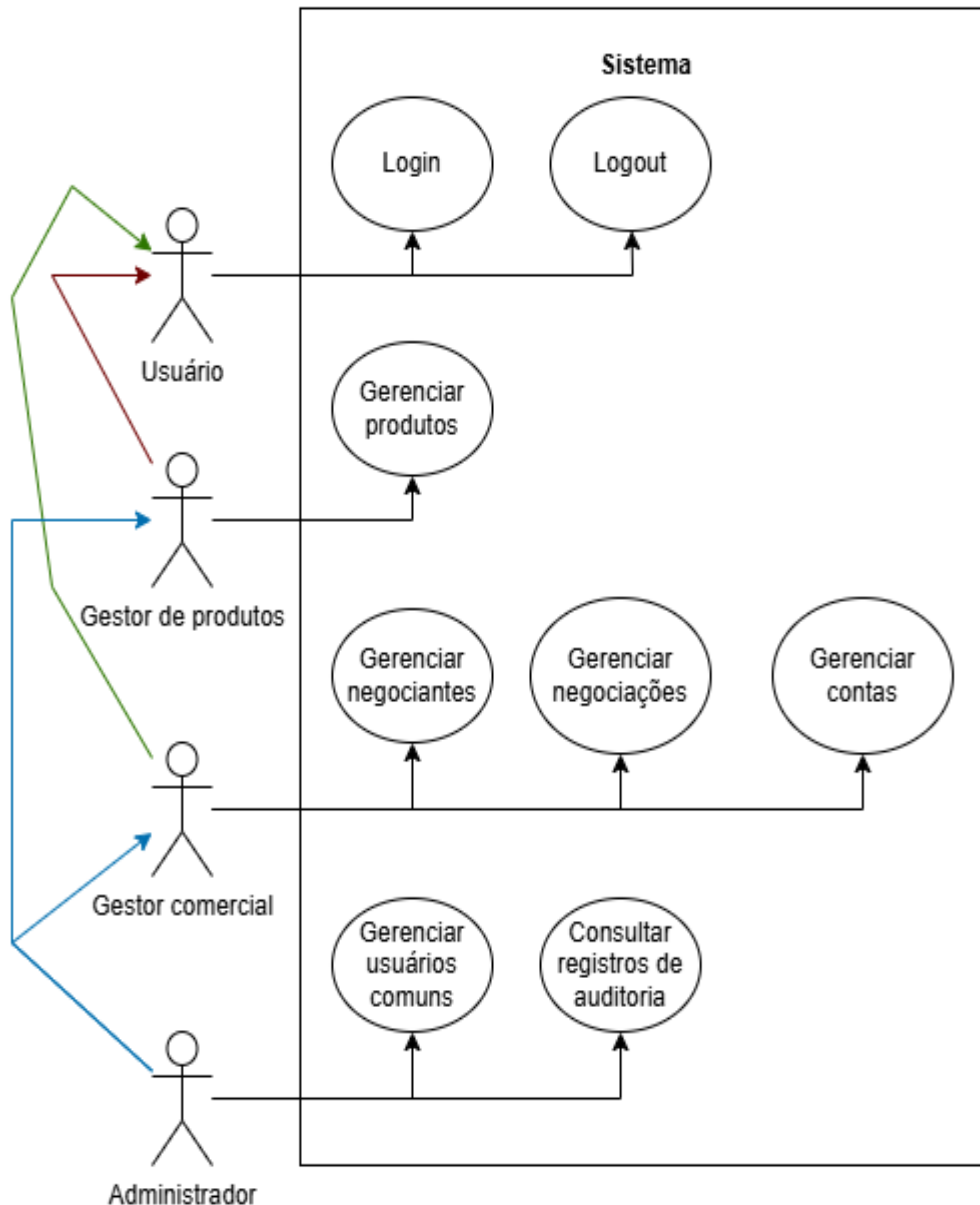 Sistema
Login
Logout
Usuário
Gerenciar
produtos
Gestor de produtos
Gerenciar
negociantes
Gerenciar
negociações
Gerenciar
contas
Gestor comercial
Gerenciar
usuários
comuns
Consultar
registros de
auditoria
Administrador